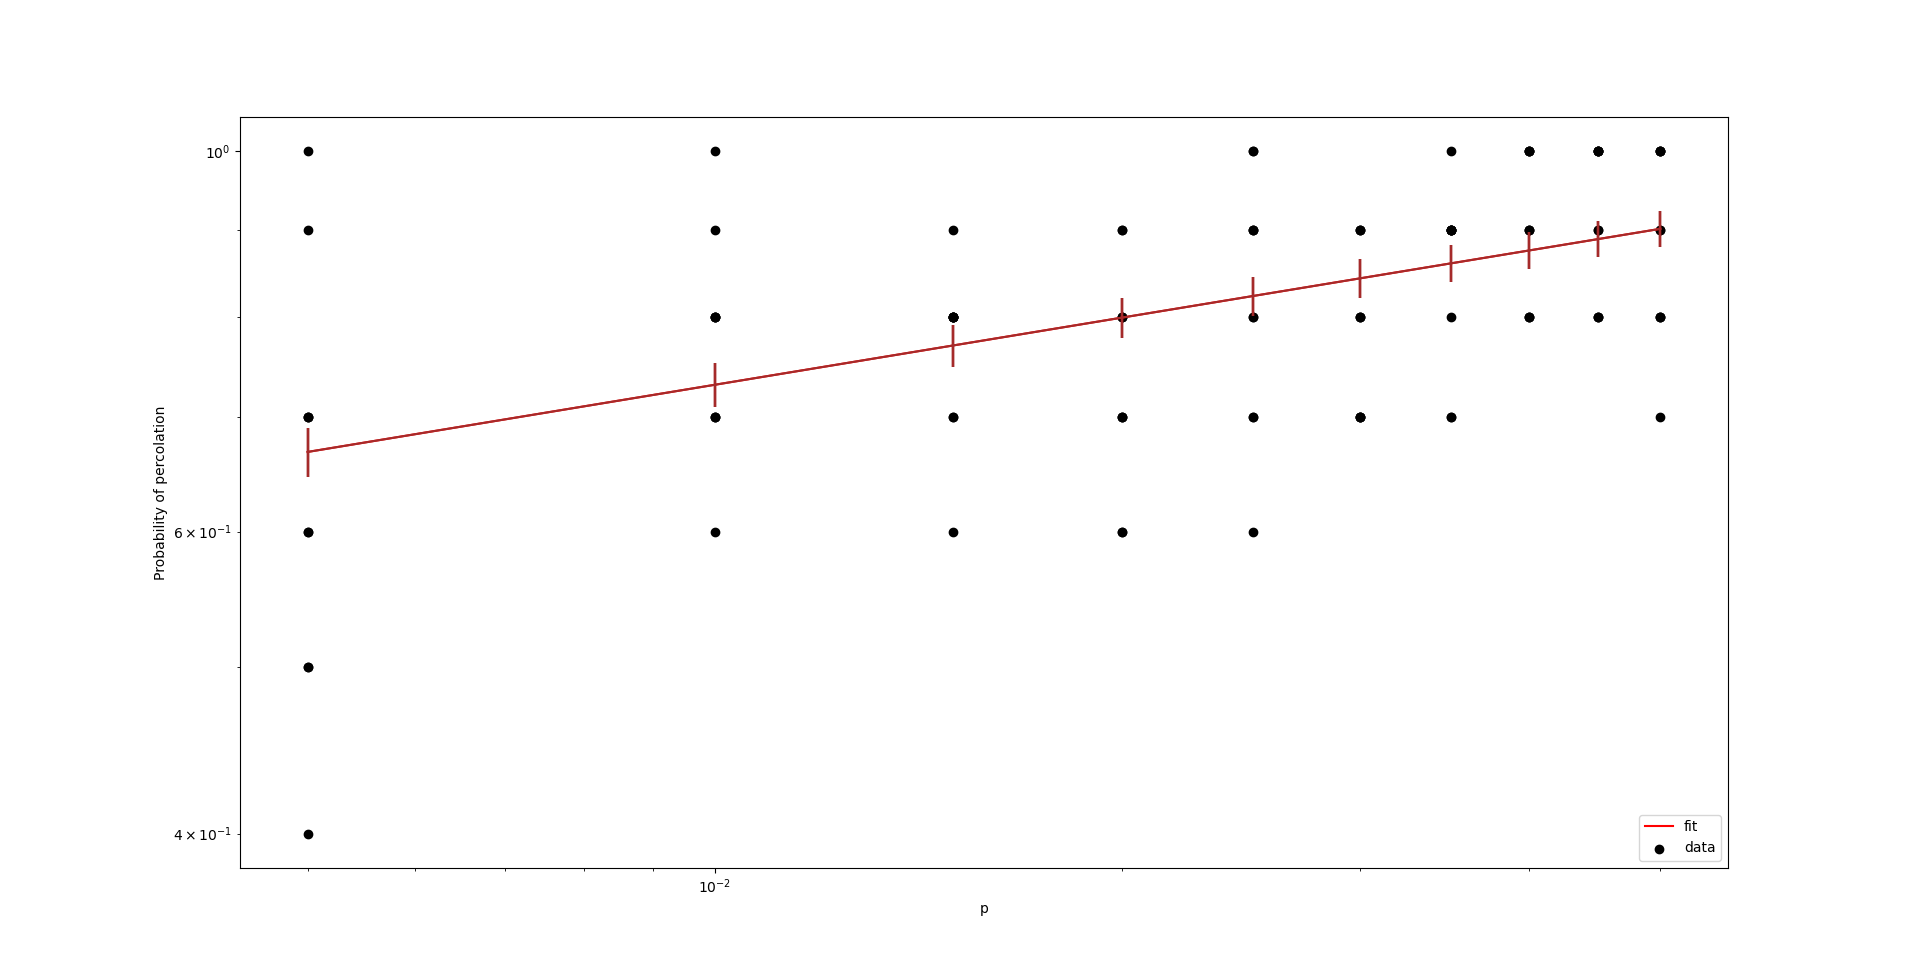 10⁰
6 × 10⁻¹
4 × 10⁻¹
Probability of percolation
10⁻²
p
fit
data